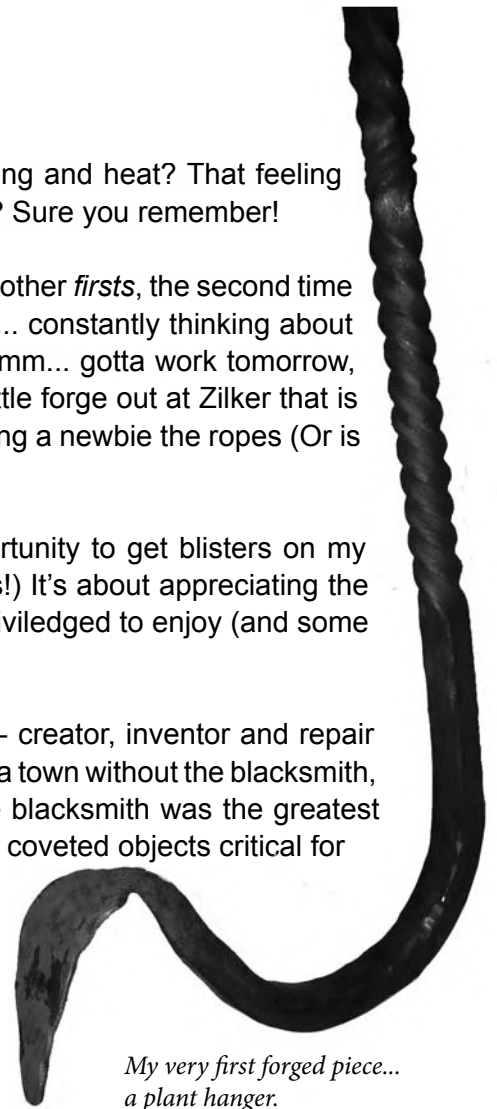 ing and heat? That feeling
? Sure you remember!
other firsts, the second time
... constantly thinking about
mm... gotta work tomorrow,
ttle forge out at Zilker that is
ng a newbie the ropes (Or is
rtunity to get blisters on my
s!) It's about appreciating the
iviledged to enjoy (and some
- creator, inventor and repair
a town without the blacksmith,
e blacksmith was the greatest
coveted objects critical for
My very first forged piece...
a plant hanger.